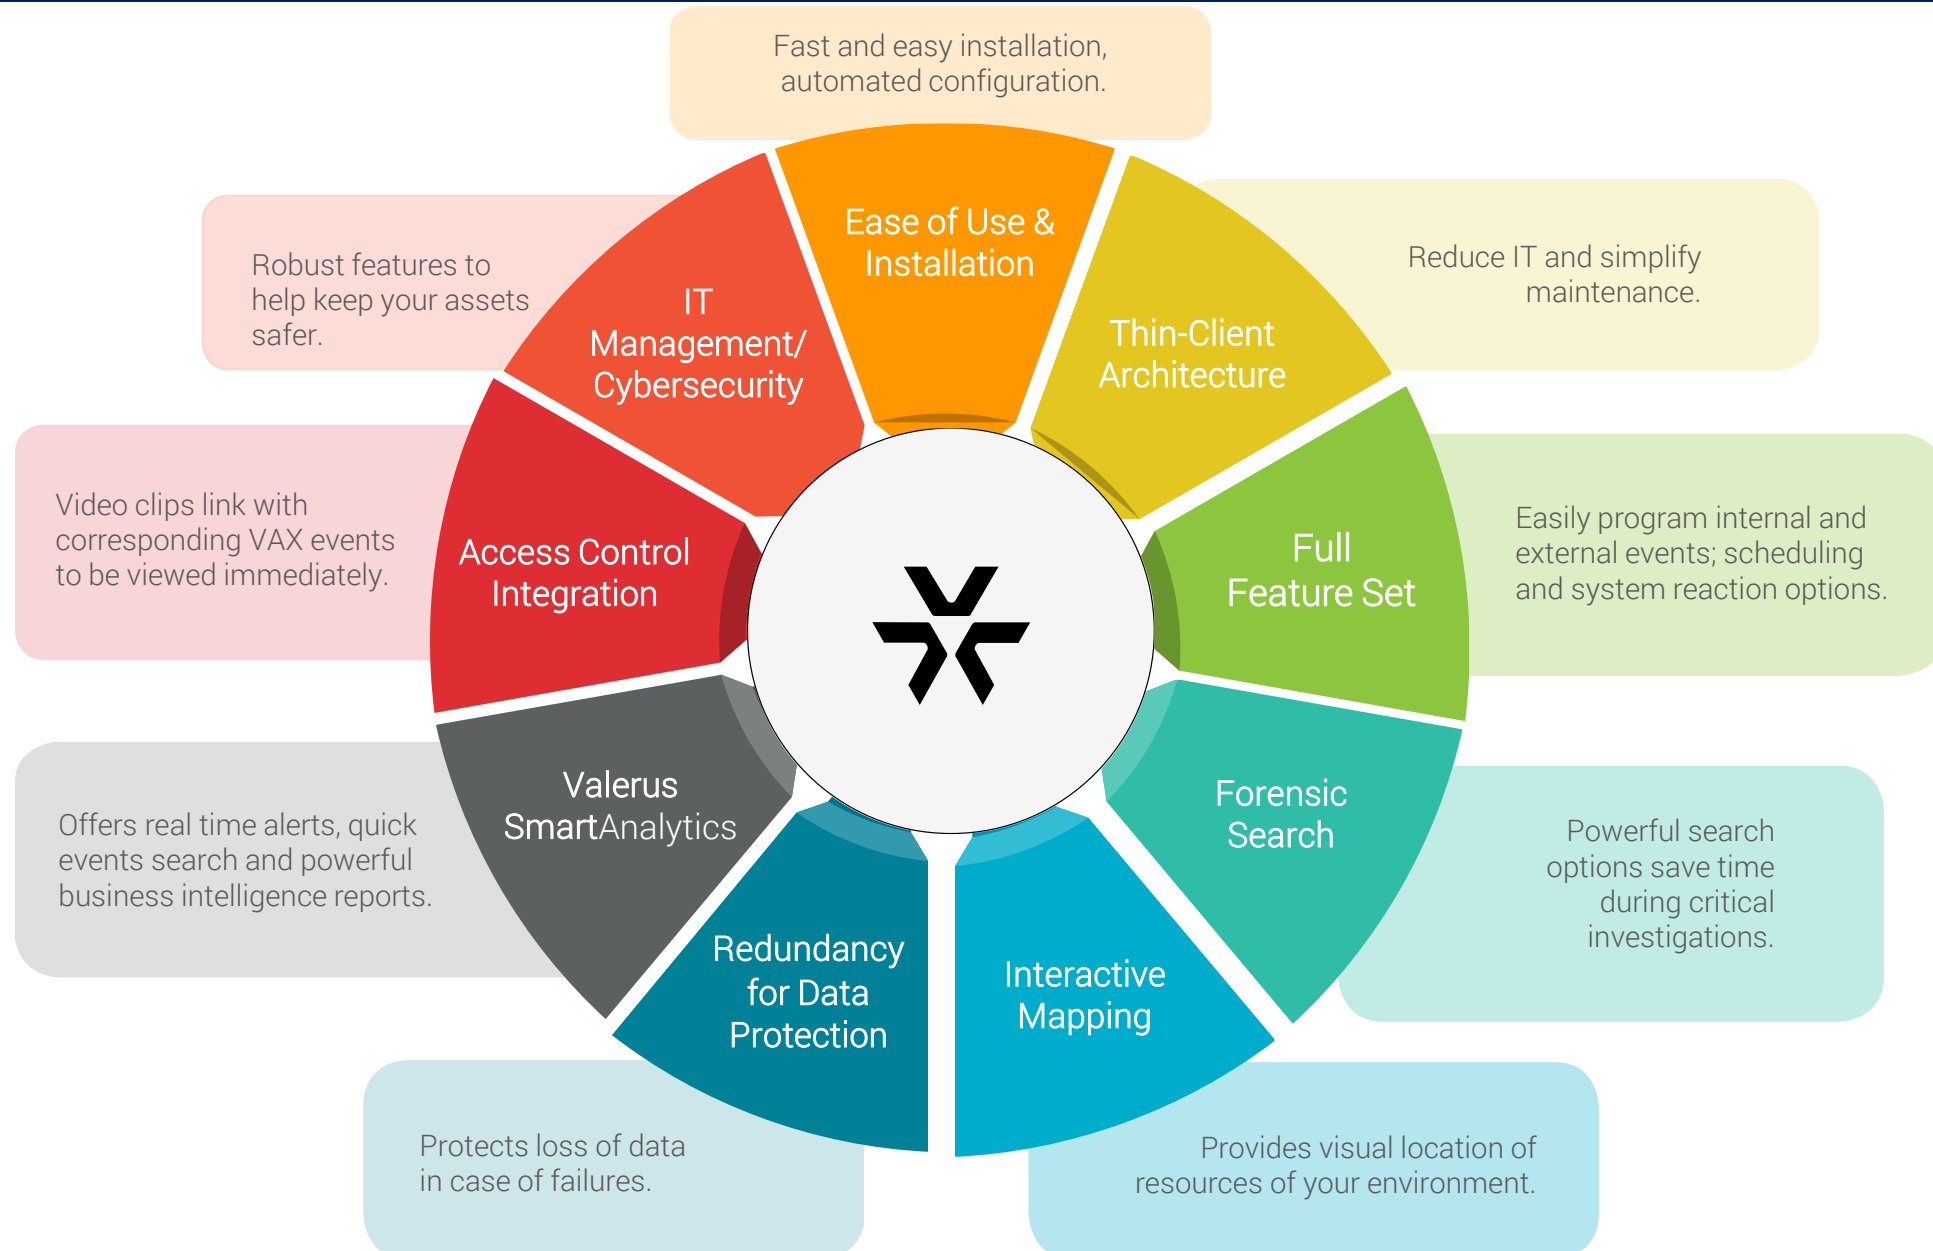 Fast and easy installation,
automated configuration.
Ease of Use &
Installation
Reduce IT and simplify
maintenance.
Thin-Client
Architecture
Easily program internal and
external events; scheduling
and system reaction options.
Full
Feature Set
Powerful search
options save time
during critical
investigations.
Forensic
Search
Provides visual location of
resources of your environment.
Interactive
Mapping
Protects loss of data
in case of failures.
Redundancy
for Data
Protection
Offers real time alerts, quick
events search and powerful
business intelligence reports.
Valerus
SmartAnalytics
Video clips link with
corresponding VAX events
to be viewed immediately.
Access Control
Integration
Robust features to
help keep your assets
safer.
IT
Management/
Cybersecurity